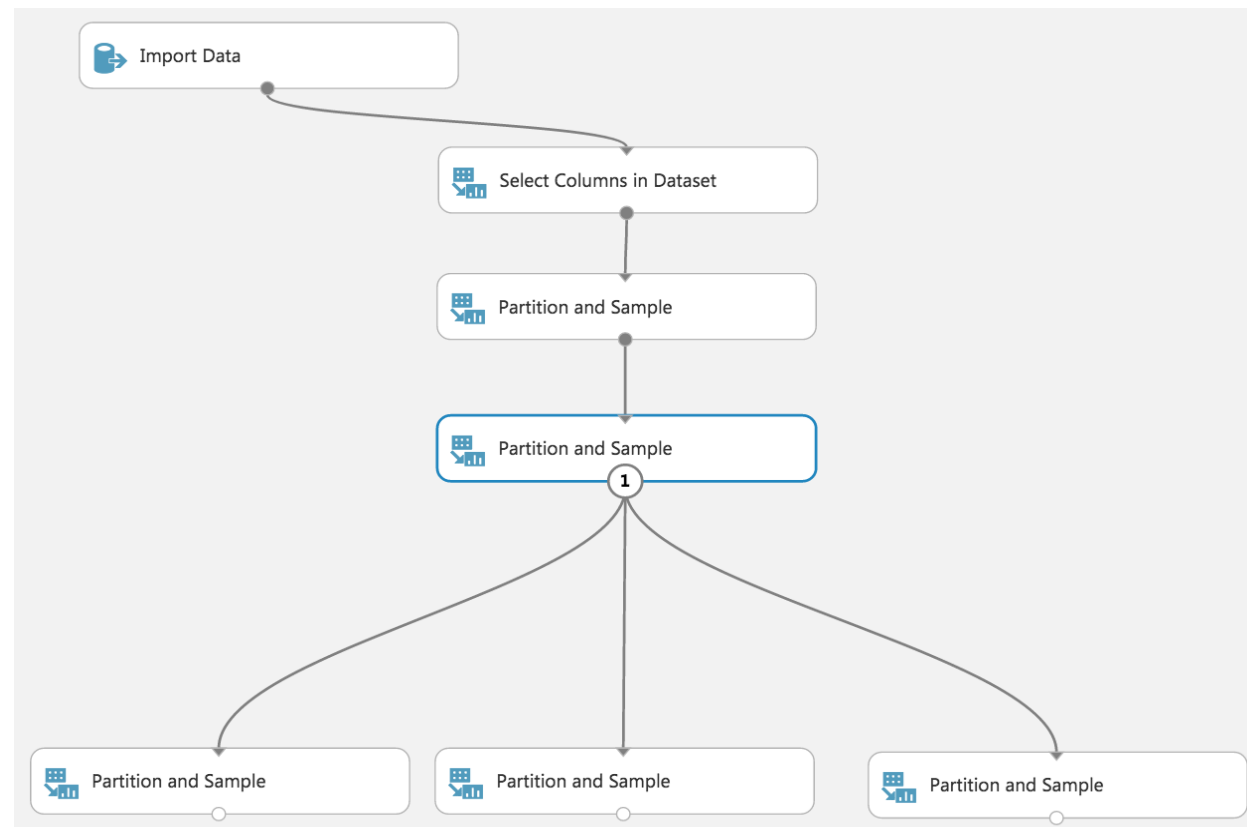 Import Data
Select Columns in Dataset
Partition and Sample
Partition and Sample
1
Partition and Sample
Partition and Sample
Partition and Sample